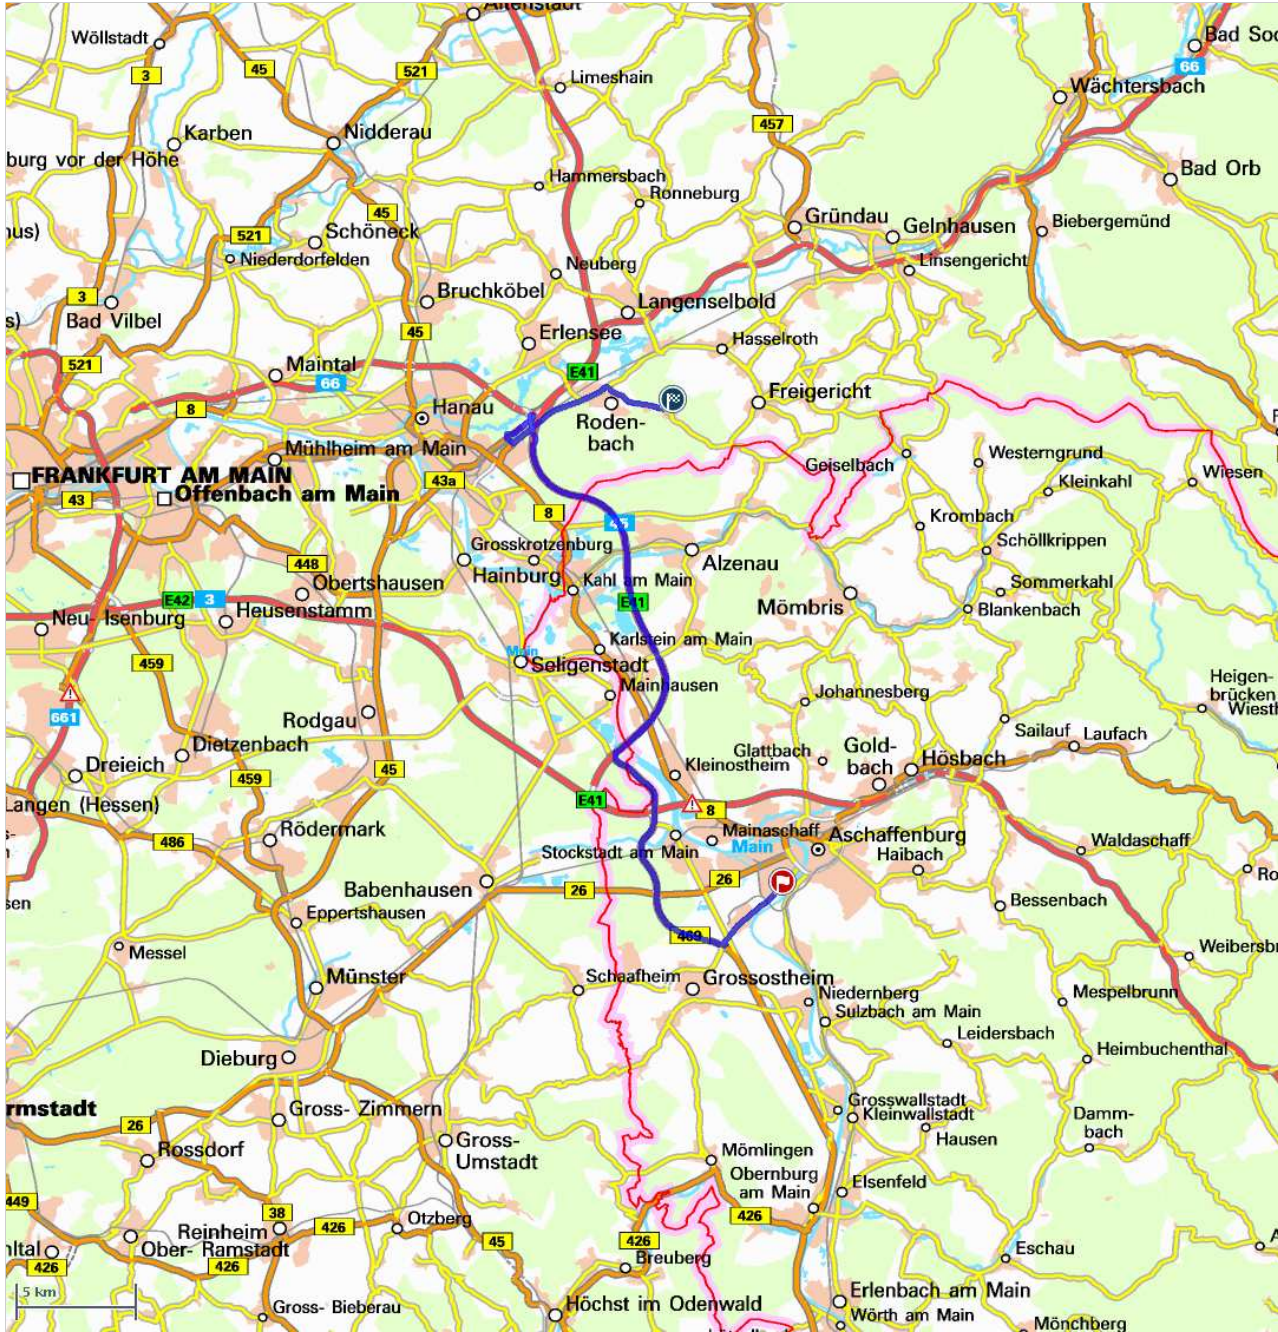 Altenstadt
Wöllstadt
Bad Soo
3
45
521
66
Limeshain
Wächtersbach
Karben
Nidderau
457
burg vor der Höhe
Bad Orb
Hammersbach
Ronneburg
45
Gründau
Gelnhausen
Biebergemünd
nus)
521
Schöneck
Niederdorfelden
Neuberg
Linsengericht
3
Bruchköbel
Langenselbold
s)
Bad Vilbel
45
Erlensee
Hasselroth
521
Maintal
66
E41
Freigericht
8
Hanau
Roden-
bach
Mühlheim am Main
Geiselbach
Westerngrund
FRANKFURT AM MAIN
43a
Wiesen
43
Offenbach am Main
Kleinkahl
8
45
Krombach
Grosskrotzenburg
Schöllkrippen
448
Hainburg
Alzenau
Obertshausen
Kahl am Main
Sommerkahl
E42
3
Heusenstamm
E41
Mömbris
Blankenbach
Neu- Isenburg
Karlstein am Main
459
Main
Seligenstadt
Mainhausen
Heigen-
brücken
Johannesberg
Wiesth
661
Rodgau
Sailauf
Laufach
Dietzenbach
Glattbach
Gold-
bach
Hösbach
Dreieich
459
45
Kleinostheim
Langen (Hessen)
E41
8
Rödermark
Mainaschaff
Aschaffenburg
Waldaschaff
s-
486
Stockstadt am Main
Main
Haibach
n
Ro
Babenhausen
26
26
sen
Eppertshausen
Bessenbach
Messel
469
Weibersbr
Münster
Schaafheim
Grossostheim
Niedernberg
Mespelbrunn
Sulzbach am Main
Leidersbach
Dieburg
Heimbuchenthal
Grosswallstadt
rmstadt
Gross- Zimmern
Kleinwallstadt
Damm-
bach
26
Hausen
Rossdorf
Gross-
Umstadt
Mömlingen
Obernburg
am Main
Elsenfeld
449
38
Otzberg
426
Reinheim
426
45
426
Eschau
hltal
Ober- Ramstadt
A
426
426
Breuberg
5 km
Erlenbach am Main
Gross- Bieberau
Höchst im Odenwald
Wörth am Main
Mönchberg